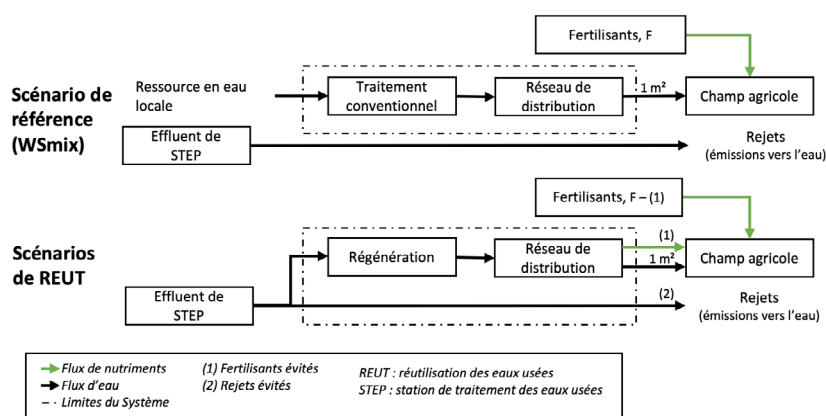 Fertilisants, F
Scénario de
référence
(WSmix)
Ressource en eau
locale
Traitement
conventionnel
Réseau de
distribution
1 m²
Champ agricole
Effluent de
STEP
Rejets
(émissions vers l'eau)
Fertilisants, F – (1)
Scénarios
de REUT
Régénération
Réseau de
distribution
(1)
1 m²
Champ agricole
Effluent de
STEP
(2)
Rejets
(émissions vers l'eau)
Flux de nutriments
(1) Fertilisants évités
REUT : réutilisation des eaux usées
Flux d'eau
(2) Rejets évités
STEP : station de traitement des eaux usées
Limites du Système